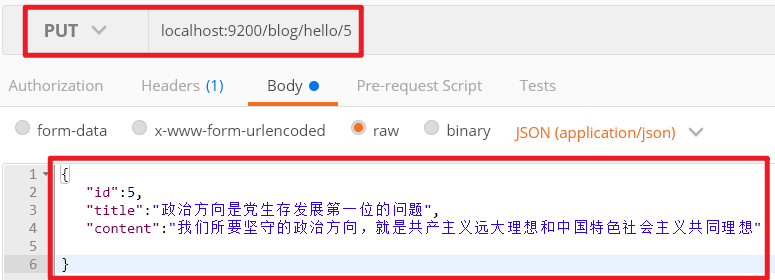 PUT localhost:9200/blog/hello/5
Authorization Headers (1) Body Pre-request Script Tests
form-data x-www-form-urlencoded raw binary JSON (application/json)
1 {
2 "id":5,
3 "title":"政治方向是党生存发展第一位的问题",
4 "content":"我们所要坚守的政治方向，就是共产主义远大理想和中国特色社会主义共同理想"
5
6 }